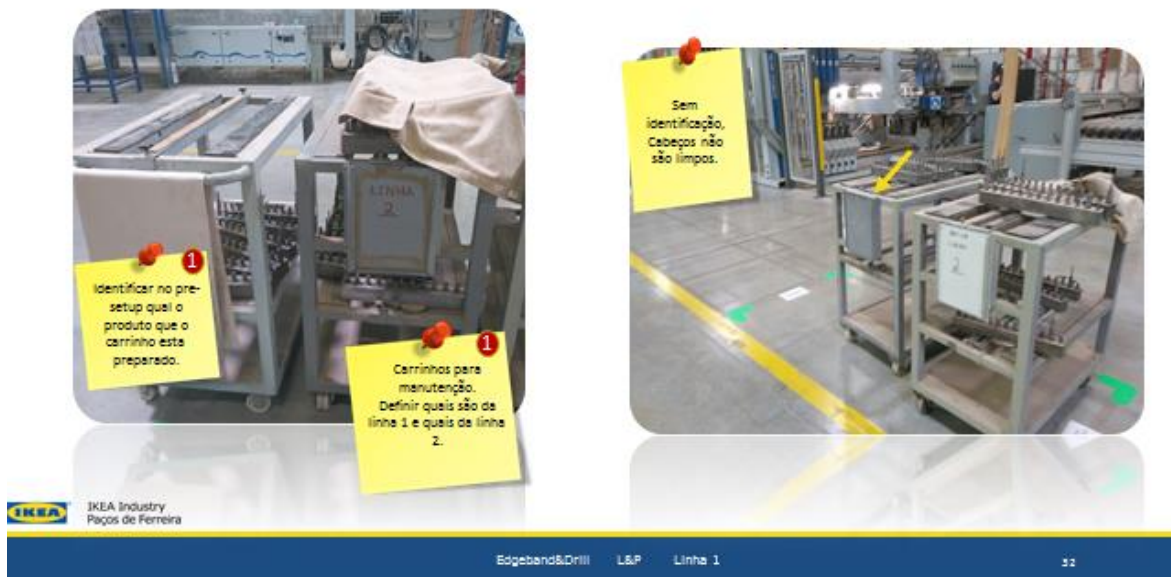 LINHA
2
1
Identificar no pre-
setup qual o
produto que o
carrinho esta
preparado.
1
Carrinhos para
manutenção.
Definir quais são da
linha 1 e quais da linha
2.
Sem
identificação,
Cabeços não
são limpos.
2
IKEA
IKEA Industry
Paços de Ferreira
Edgeband&Drill L&P Linha 1 32